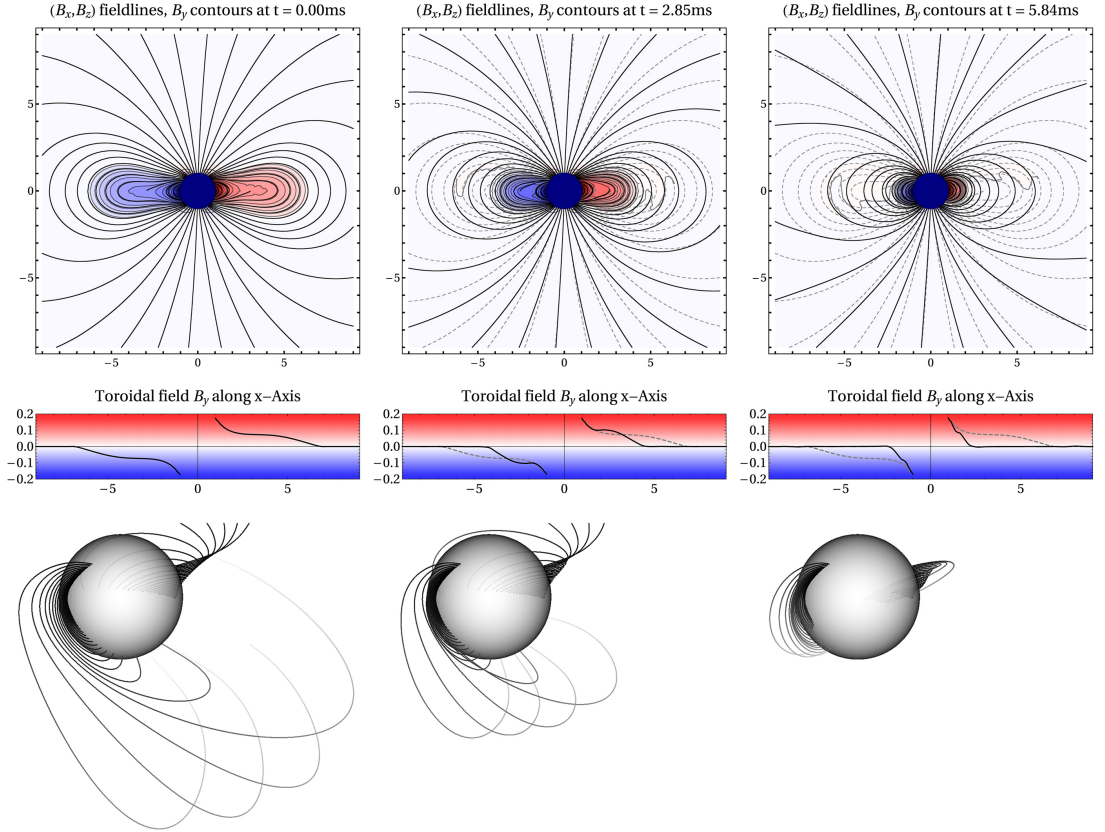 (Bx,Bz) fieldlines, By contours at t = 0.00ms
(Bx,Bz) fieldlines, By contours at t = 2.85ms
(Bx,Bz) fieldlines, By contours at t = 5.84ms
5
0
−5
−5 0 5
5
0
−5
−5 0 5
5
0
−5
−5 0 5
Toroidal field By along x−Axis
0.2
0.1
0.0
−0.1
−0.2
−5 0 5
Toroidal field By along x−Axis
0.2
0.1
0.0
−0.1
−0.2
−5 0 5
Toroidal field By along x−Axis
0.2
0.1
0.0
−0.1
−0.2
−5 0 5